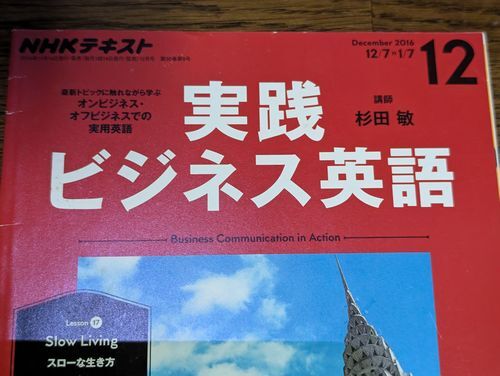 NHKテキスト
December 2016
12/7▶1/7
12
最新トピックに触れながら学ぶ
オンビジネス・
オフビジネスでの
実用英語
講師
杉田 敏
実践
ビジネス英語
Business Communication in Action
Lesson 17
Slow Living
スローな生き方